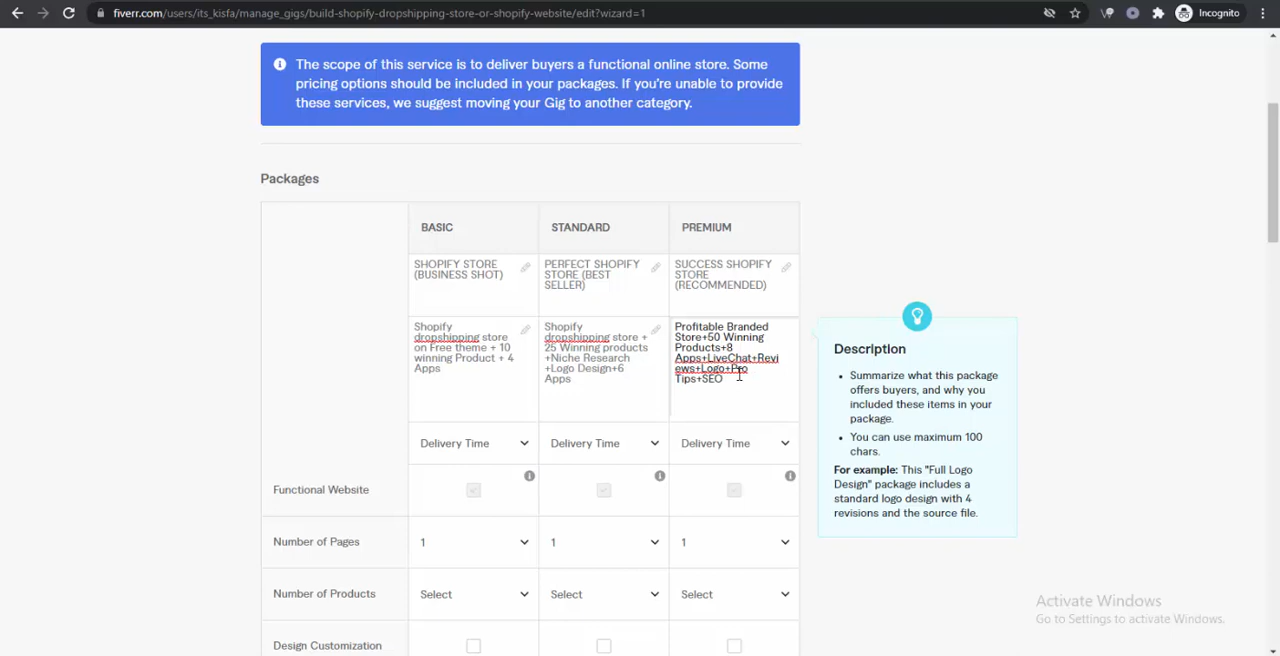 fiverr.com/users/its_kisfa/manage_gigs/build-shopify-dropshipping-store-or-shopify-website/edit?wizard=1
Incognito
The scope of this service is to deliver buyers a functional online store. Some
pricing options should be included in your packages. If you're unable to provide
these services, we suggest moving your Gig to another category.
Packages
BASIC
STANDARD
PREMIUM
SHOPIFY STORE
(BUSINESS SHOT)
PERFECT SHOPIFY
STORE (BEST
SELLER)
SUCCESS SHOPIFY
STORE
(RECOMMENDED)
Shopify
dropshipping store
on Free theme + 10
winning Product + 4
Apps
Shopify
dropshipping store +
25 Winning products
+Niche Research
+Logo Design+6
Apps
Profitable Branded
Store+50 Winning
Products+8
Apps+LiveChat+Revi
ews+Logo+Pro
Tips+SEO
Description
Summarize what this package
offers buyers, and why you
included these items in your
package.
You can use maximum 100
chars.
For example: This "Full Logo
Design" package includes a
standard logo design with 4
revisions and the source file.
Delivery Time
Delivery Time
Delivery Time
Functional Website
Number of Pages
1
1
1
Number of Products
Select
Select
Select
Design Customization
Activate Windows
Go to Settings to activate Windows.